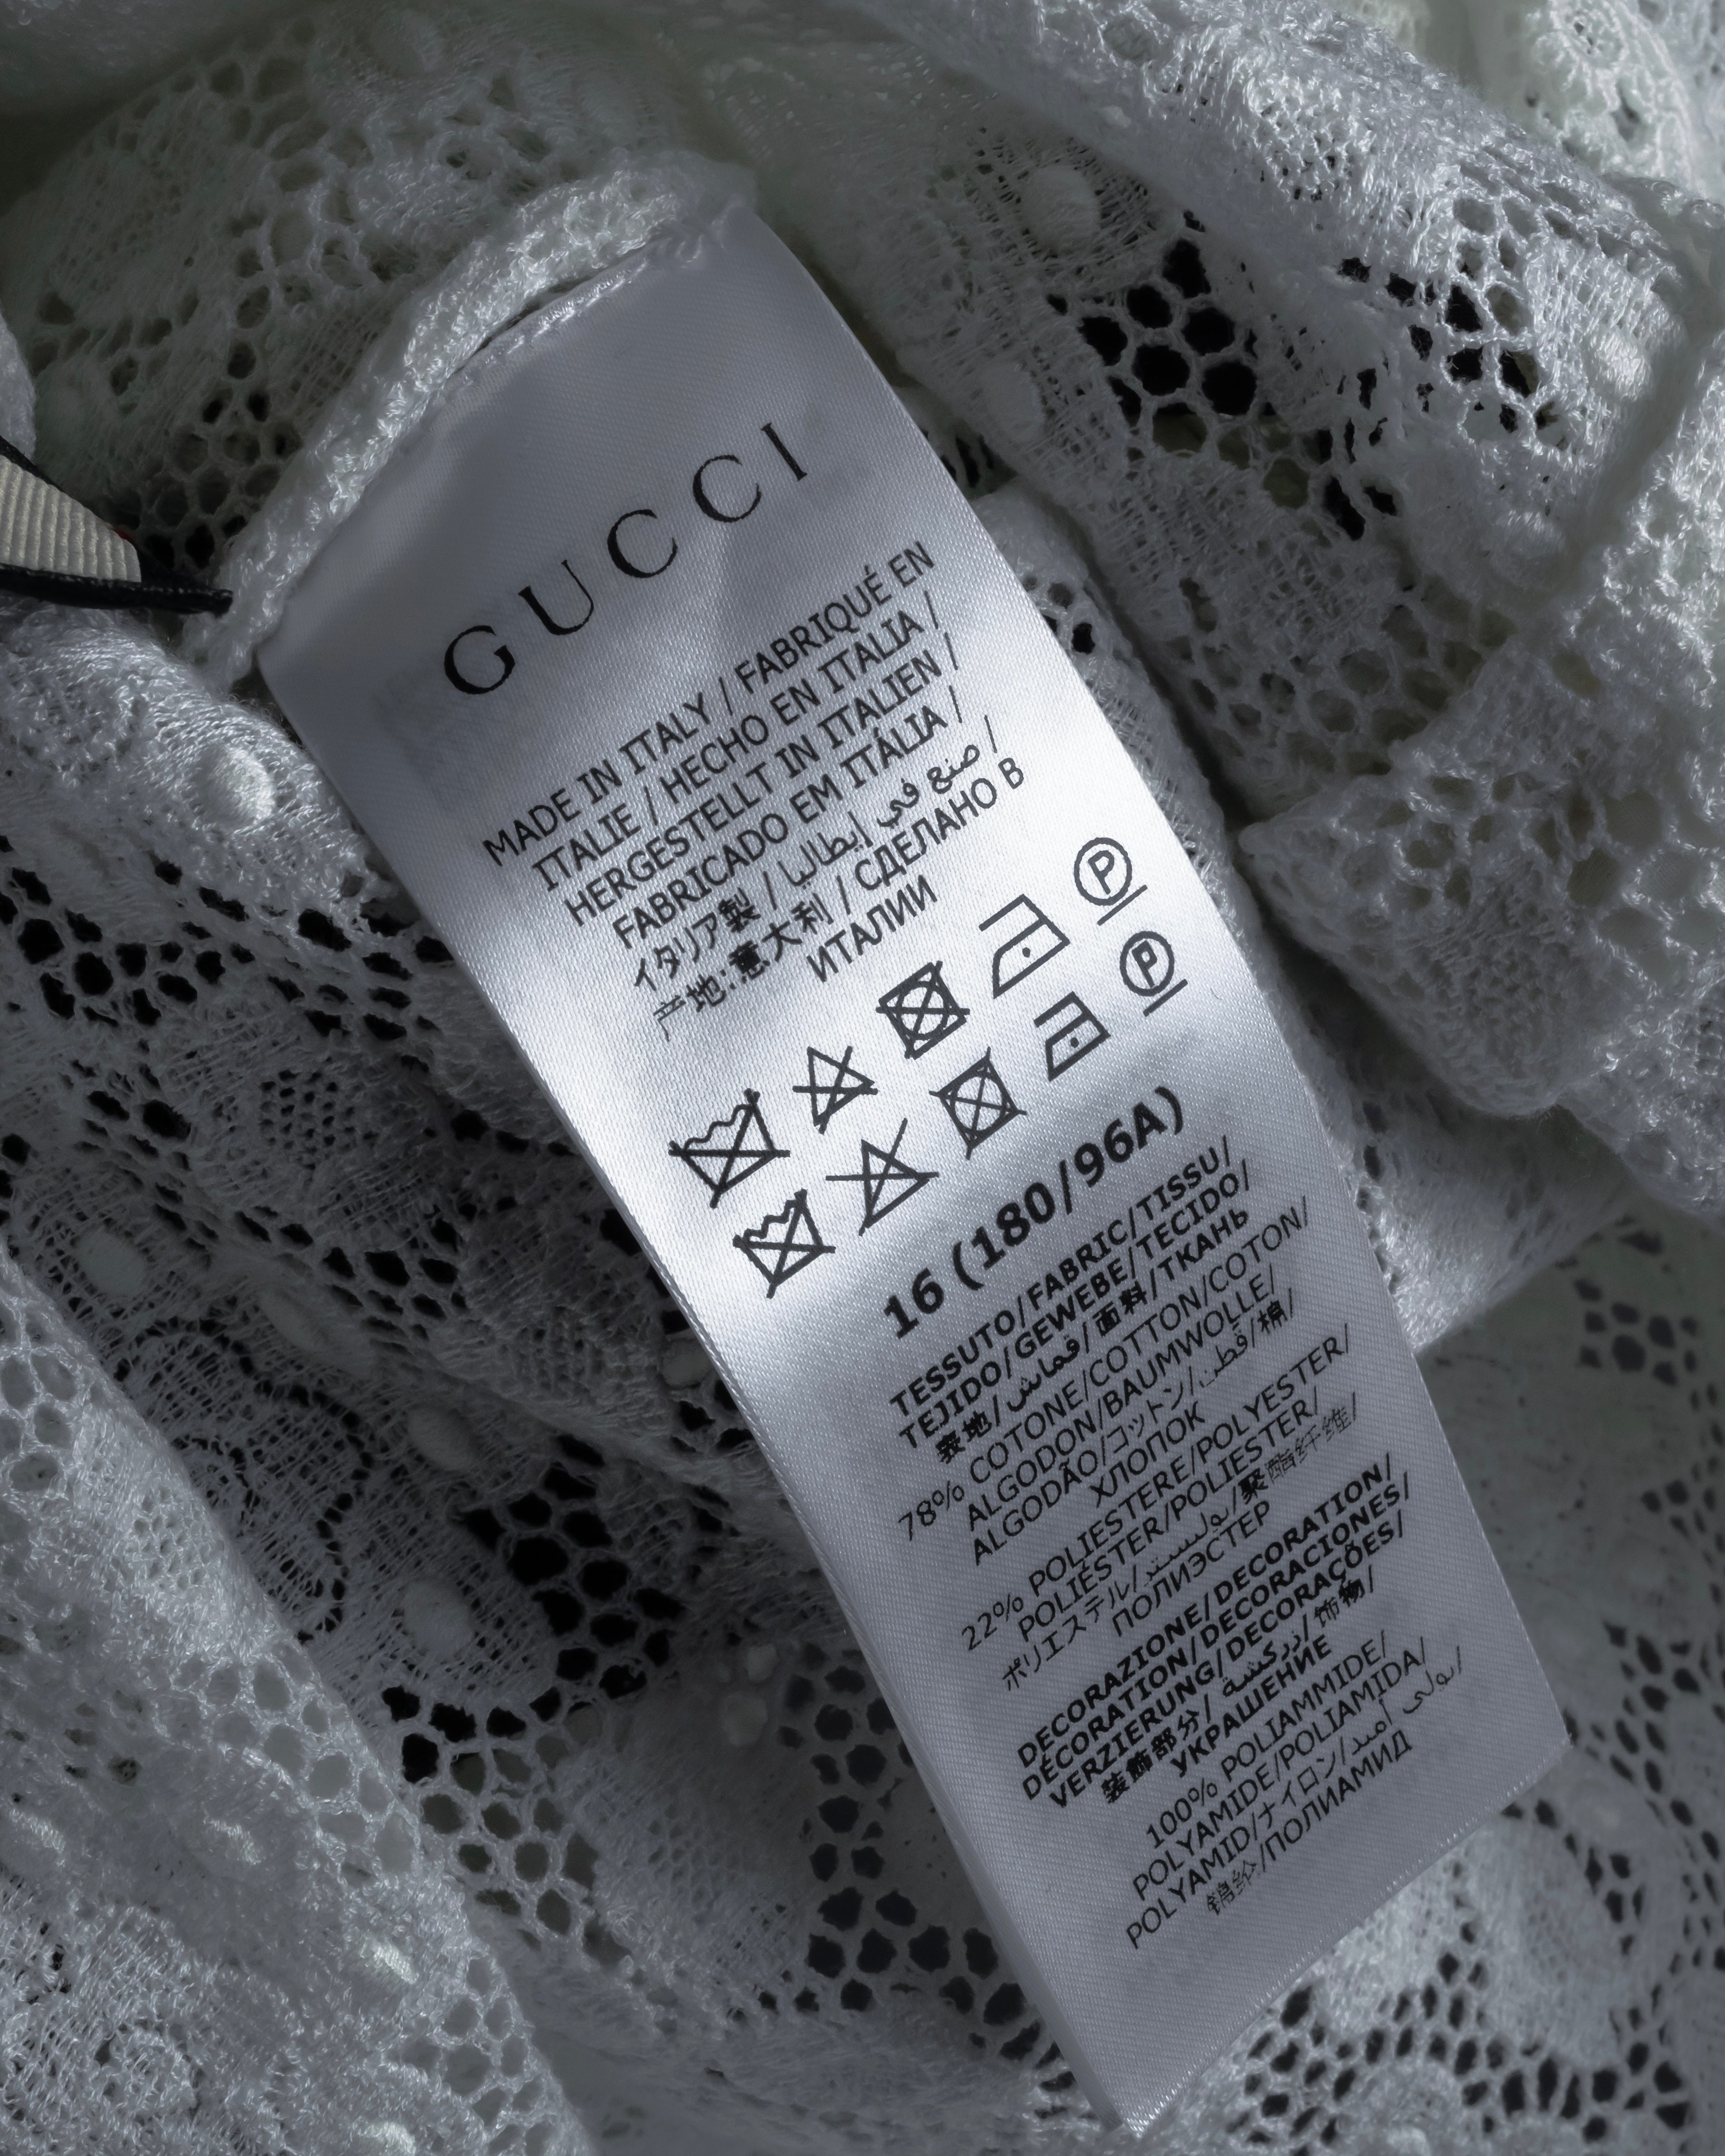 GUCCI
MADE IN ITALY / FABRIQUÉ EN
ITALIE / HECHO EN ITALIA /
HERGESTELLT IN ITALIEN /
FABRICADO EM ITÁLIA /
イタリア製 / صنع في إيطاليا /
产地:意大利 / СДЕЛАНО В
ИТАЛИИ
P
P
16 (180/96A)
TESSUTO/FABRIC/TISSU/
TEJIDO/GEWEBE/TECIDO/
表地/قماش/面料/ТКАНЬ
78% COTONE/COTTON/COTON/
ALGODON/BAUMWOLLE/
ALGODÃO/コットン/قطن/棉/
ХЛОПОК
22% POLIESTERE/POLYESTER/
POLIÉSTER/POLIESTER/
ポリエステル/بوليستر/聚酯纤维/
ПОЛИЭСТЕР
DECORAZIONE/DECORATION/
DÉCORATION/DECORACIONES/
VERZIERUNG/DECORAÇÕES/
装飾部分/زركشة/饰物/
УКРАШЕНИЕ
100% POLIAMMIDE/
POLYAMIDE/POLIAMIDA/
POLYAMID/ナイロン/بولي أميد/
锦纶/ПОЛИАМИД